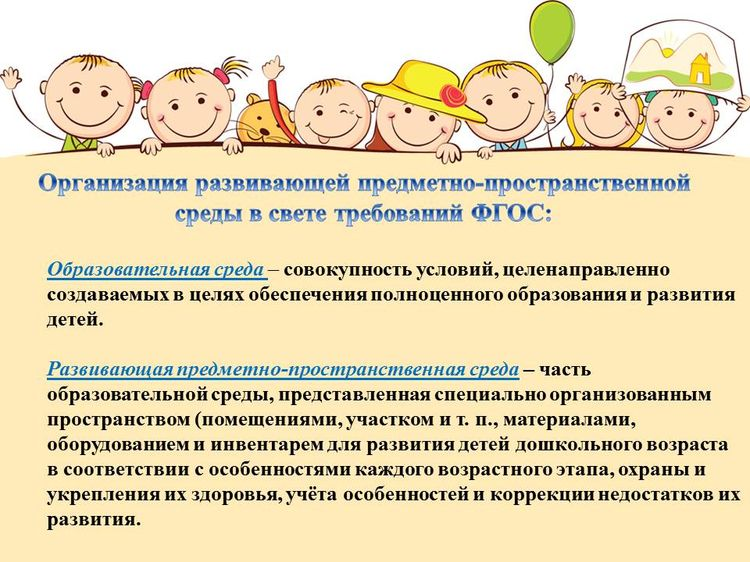 Организация развивающей предметно-пространственной
среды в свете требований ФГОС:
Образовательная среда – совокупность условий, целенаправленно
создаваемых в целях обеспечения полноценного образования и развития
детей.
Развивающая предметно-пространственная среда – часть
образовательной среды, представленная специально организованным
пространством (помещениями, участком и т. п., материалами,
оборудованием и инвентарем для развития детей дошкольного возраста
в соответствии с особенностями каждого возрастного этапа, охраны и
укрепления их здоровья, учёта особенностей и коррекции недостатков их
развития.